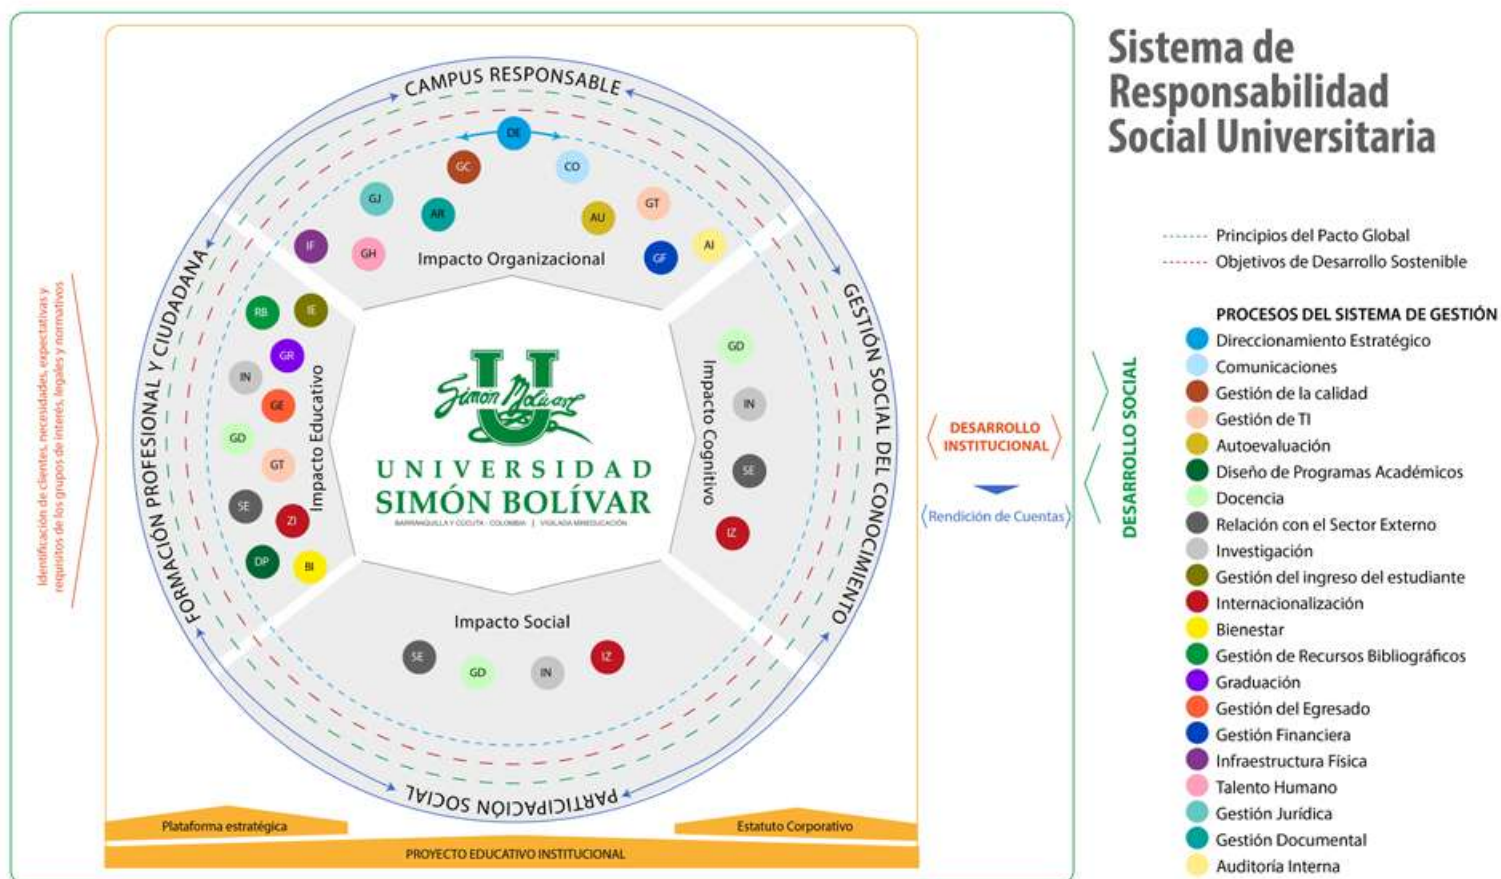 Sistema de
Responsabilidad
Social Universitaria
Identificación de clientes, necesidades, expectativas y
requisitos de los grupos de interés, legales y normativos
CAMPUS RESPONSABLE
GESTIÓN SOCIAL DEL CONOCIMIENTO
PARTICIPACIÓN SOCIAL
FORMACIÓN PROFESIONAL Y CIUDADANA
DE
GC
CO
GJ
AR
AU
GT
IF
GH
GF
AI
Impacto Organizacional
RB
IE
GR
IN
GE
GD
GT
SE
ZI
DP
BI
Impacto Educativo
Simón Bolívar
U
UNIVERSIDAD
SIMÓN BOLÍVAR
BARRANQUILLA Y CÚCUTA - COLOMBIA | VIGILADA MINEDUCACIÓN
Impacto Cognitivo
GD
IN
SE
IZ
Impacto Social
SE
GD
IN
IZ
DESARROLLO
INSTITUCIONAL
Rendición de Cuentas
DESARROLLO SOCIAL
Plataforma estratégica
Estatuto Corporativo
PROYECTO EDUCATIVO INSTITUCIONAL
Principios del Pacto Global
Objetivos de Desarrollo Sostenible
PROCESOS DEL SISTEMA DE GESTIÓN
Direccionamiento Estratégico
Comunicaciones
Gestión de la calidad
Gestión de TI
Autoevaluación
Diseño de Programas Académicos
Docencia
Relación con el Sector Externo
Investigación
Gestión del ingreso del estudiante
Internacionalización
Bienestar
Gestión de Recursos Bibliográficos
Graduación
Gestión del Egresado
Gestión Financiera
Infraestructura Física
Talento Humano
Gestión Jurídica
Gestión Documental
Auditoría Interna